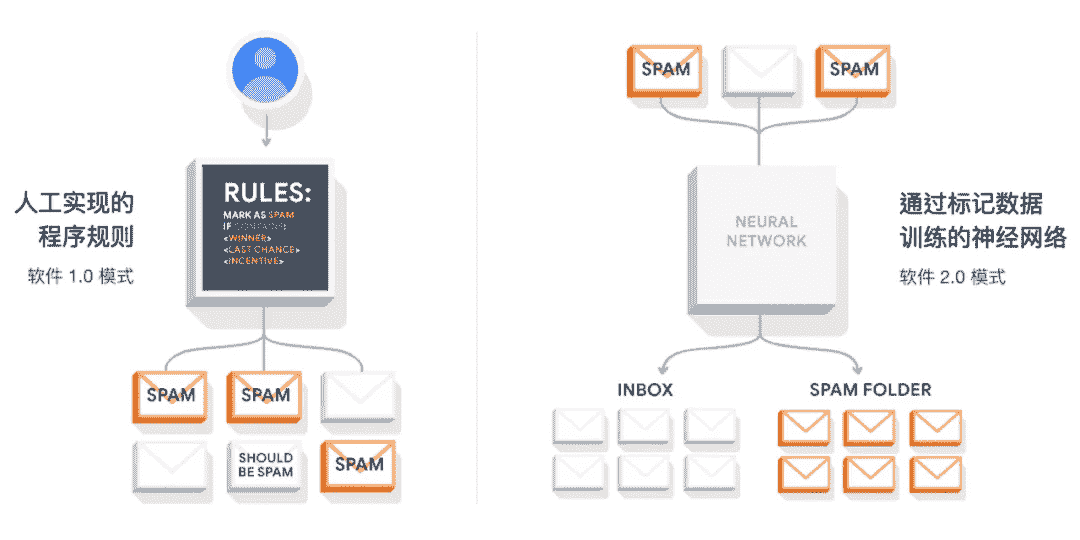 人工实现的
程序规则
软件 1.0 模式
RULES:
MARK AS SPAM
IF CONTAINS
<WINNER>
<LAST CHANCE>
<INCENTIVE>
SPAM
SPAM
SHOULD
BE SPAM
SPAM
SPAM
SPAM
NEURAL
NETWORK
通过标记数据
训练的神经网络
软件 2.0 模式
INBOX
SPAM FOLDER